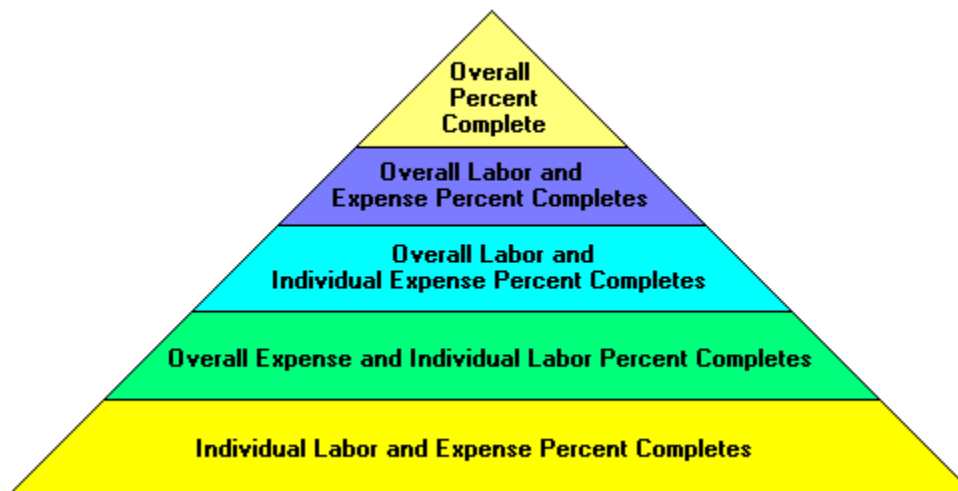 Overall
Percent
Complete
Overall Labor and
Expense Percent Completes
Overall Labor and
Individual Expense Percent Completes
Overall Expense and Individual Labor Percent Completes
Individual Labor and Expense Percent Completes